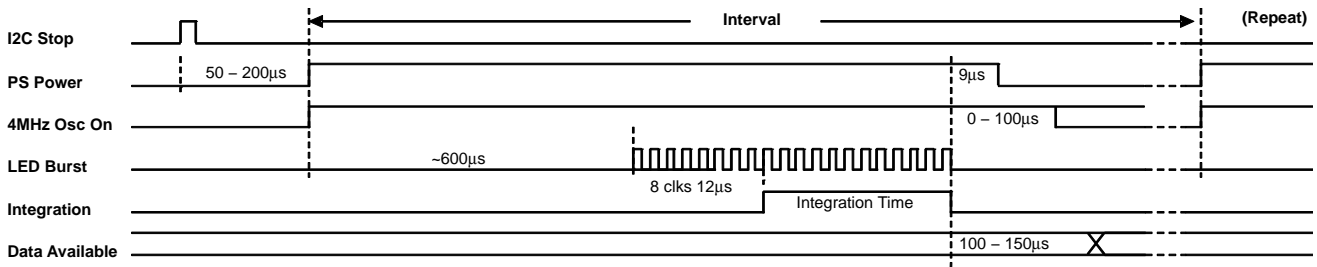 Interval
(Repeat)
I2C Stop
50 – 200μs
9μs
PS Power
0 – 100μs
4MHz Osc On
~600μs
LED Burst
8 clks 12μs
Integration Time
Integration
100 – 150μs
Data Available